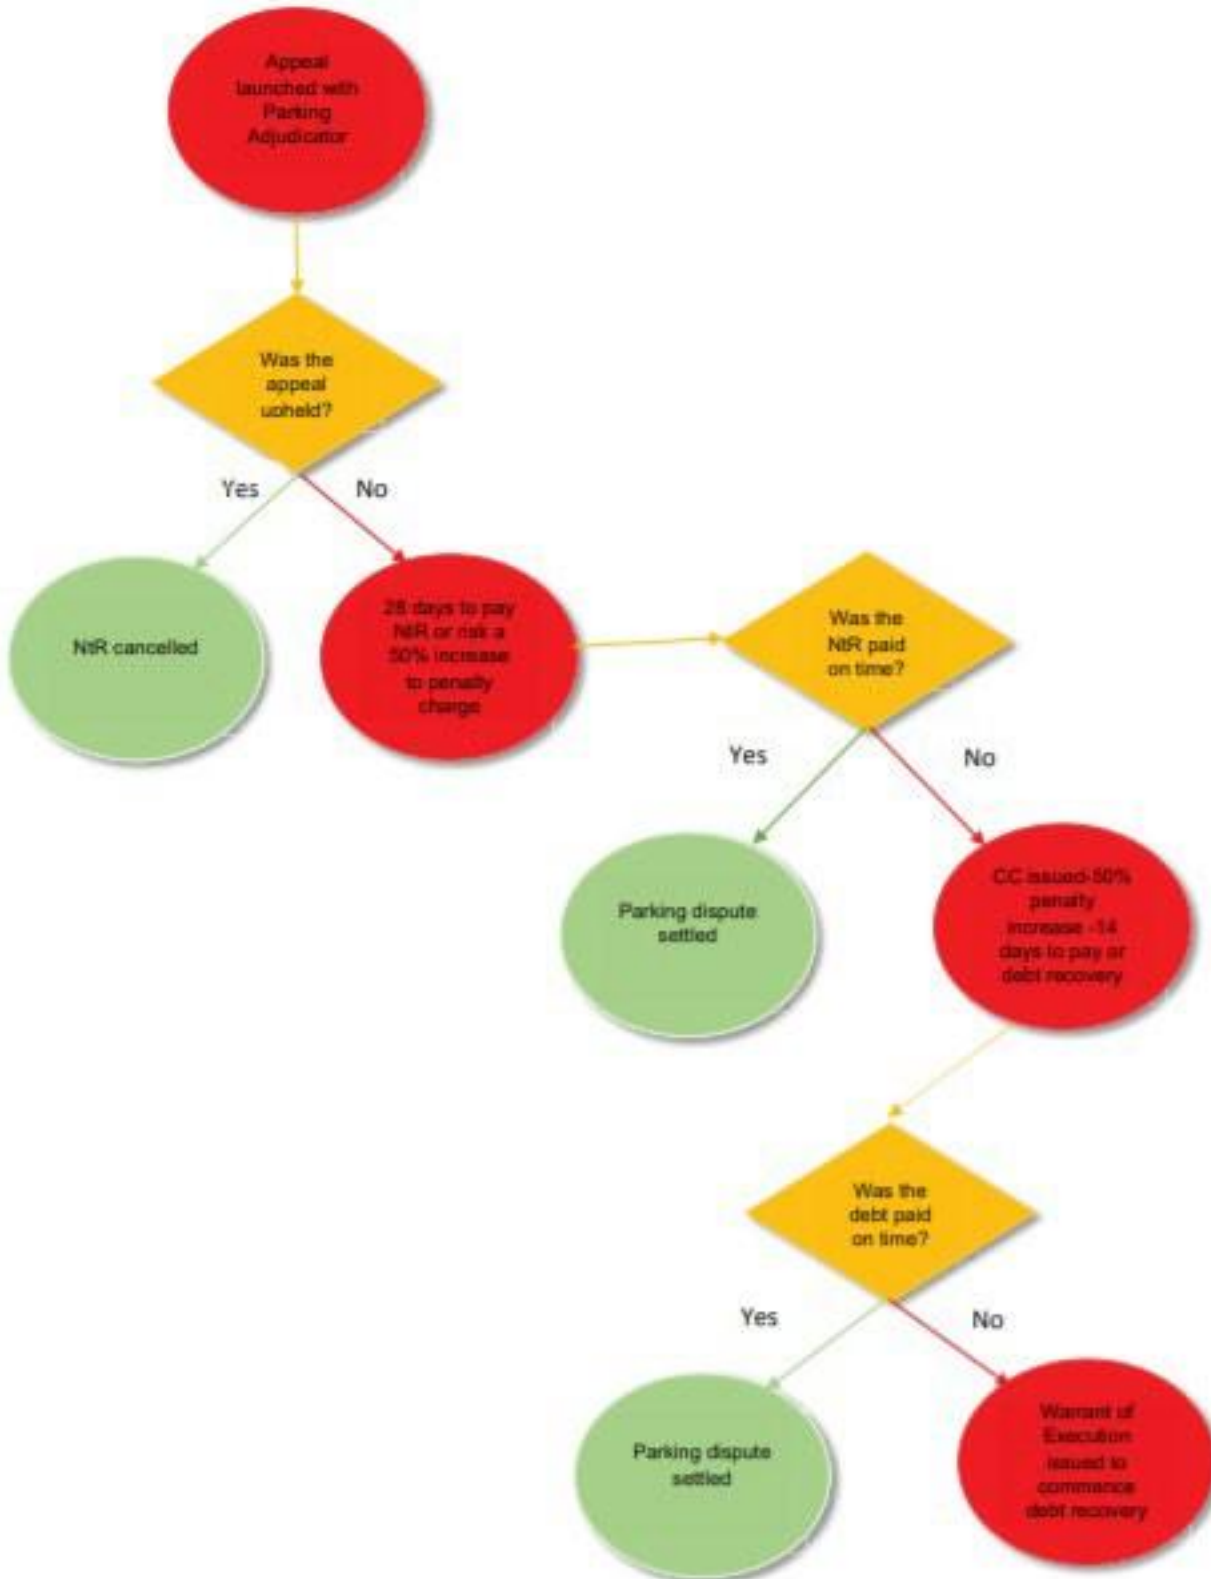 Appeal
launched with
Parking
Adjudicator
Was the
appeal
upheld?
Yes
No
NtR cancelled
28 days to pay
NtR or risk a
50% increase
to penalty
charge
Was the
NtR paid
on time?
Yes
No
Parking dispute
settled
CC issued-50%
penalty
increase -14
days to pay or
debt recovery
Was the
debt paid
on time?
Yes
No
Parking dispute
settled
Warrant of
Execution
issued to
commence
debt recovery